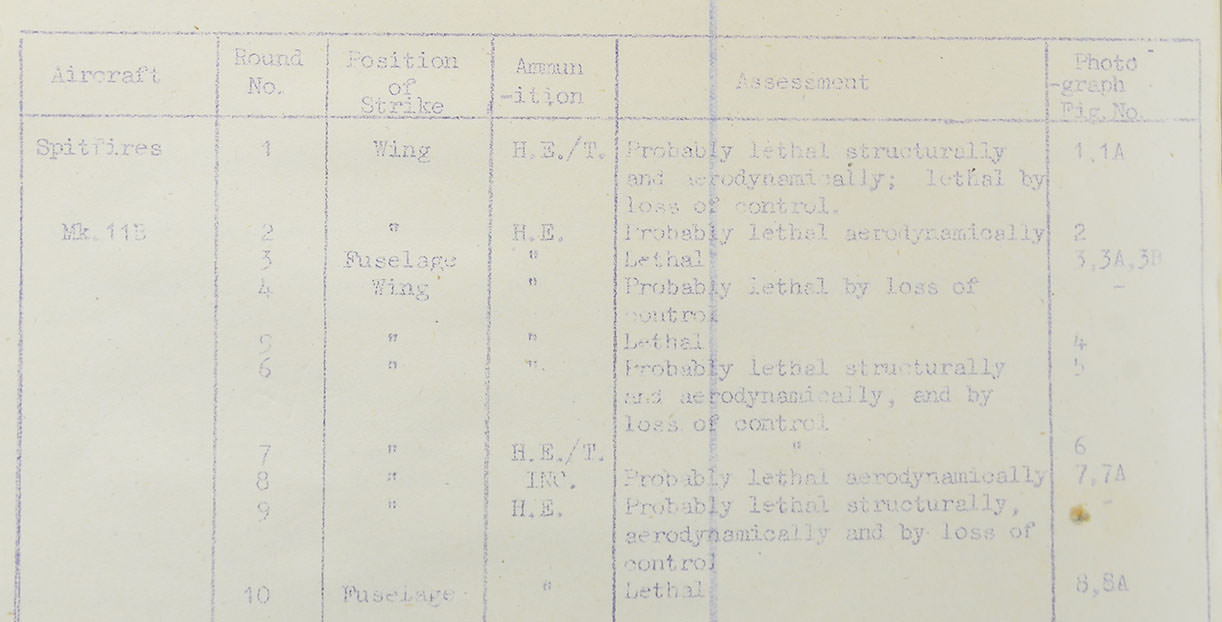 Aircraft Round No. Position of Strike Ammun-ition Assessment Photo-graph Fig. No.
Spitfires 1 Wing H.E./T. Probably lethal structurally 1,1A
and aerodynamically; lethal by
loss of control.
Mk.11B 2 " H.E. Probably lethal aerodynamically 2
3 Fuselage " Lethal 3,3A,3B
4 Wing " Probably lethal by loss of -
control
5 " " Lethal 4
6 " " Probably lethal structurally 5
and aerodynamically, and by
loss of control
7 " H.E./T. " 6
8 " INC. Probably lethal aerodynamically 7,7A
9 " H.E. Probably lethal structurally, -
aerodynamically and by loss of
control
10 Fuselage " Lethal 8,8A